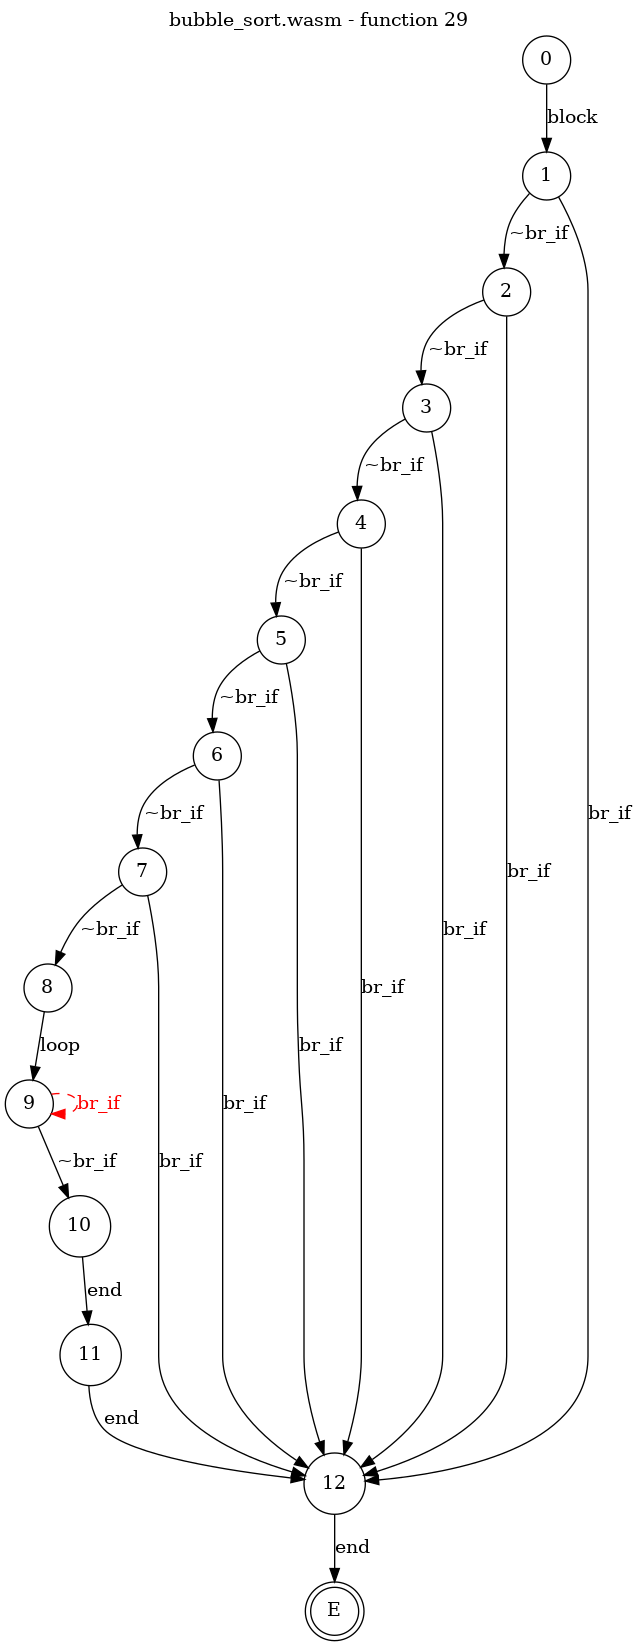 bubble_sort.wasm - function 29
0
block
1
~br_if
2
~br_if
3
~br_if
4
~br_if
5
~br_if
6
~br_if
br_if
7
br_if
~br_if
br_if
8
br_if
loop
br_if
9
br_if
br_if
~br_if
br_if
10
end
11
end
12
end
E